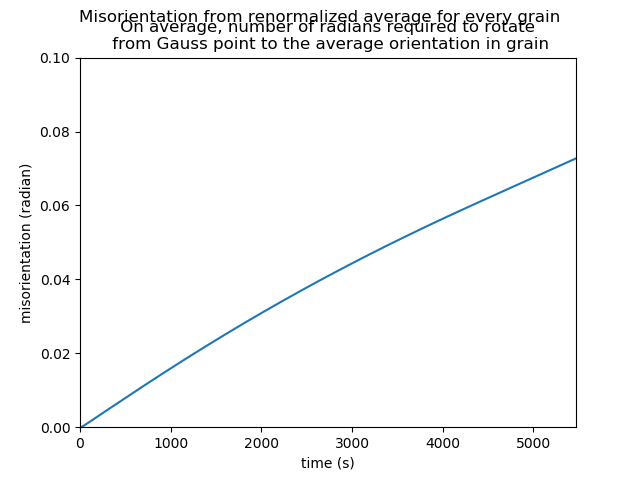 Misorientation from renormalized average for every grain
On average, number of radians required to rotate
from Gauss point to the average orientation in grain
0.10
0.08
0.06
0.04
0.02
0.00
misorientation (radian)
0 1000 2000 3000 4000 5000
time (s)